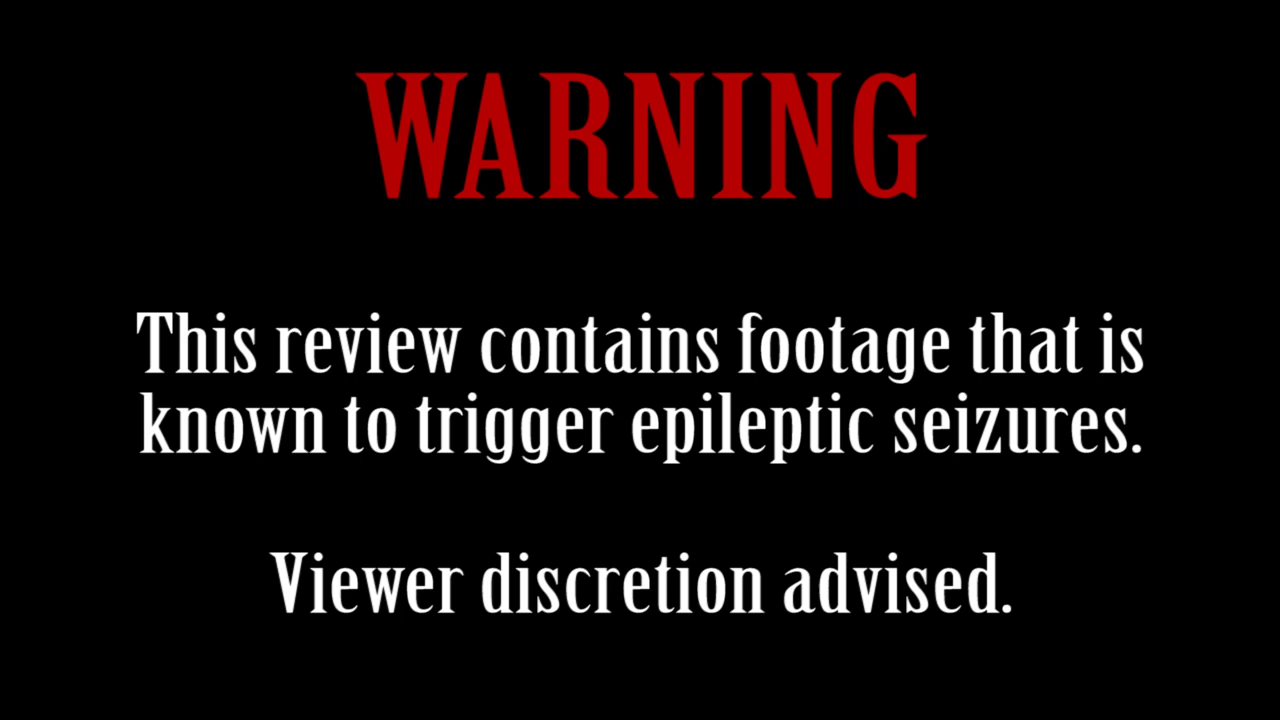 WARNING
This review contains footage that is
known to trigger epileptic seizures.
Viewer discretion advised.